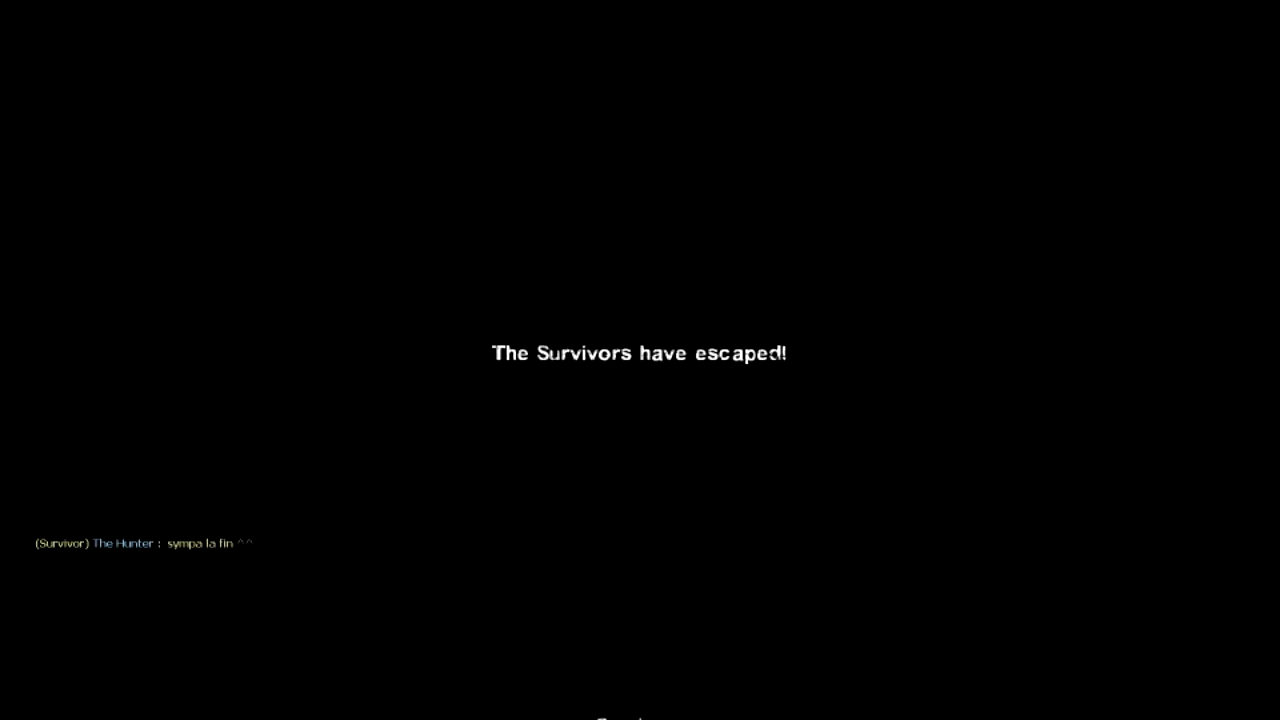 The Survivors have escaped!
(Survivor) The Hunter : sympa la fin ^^